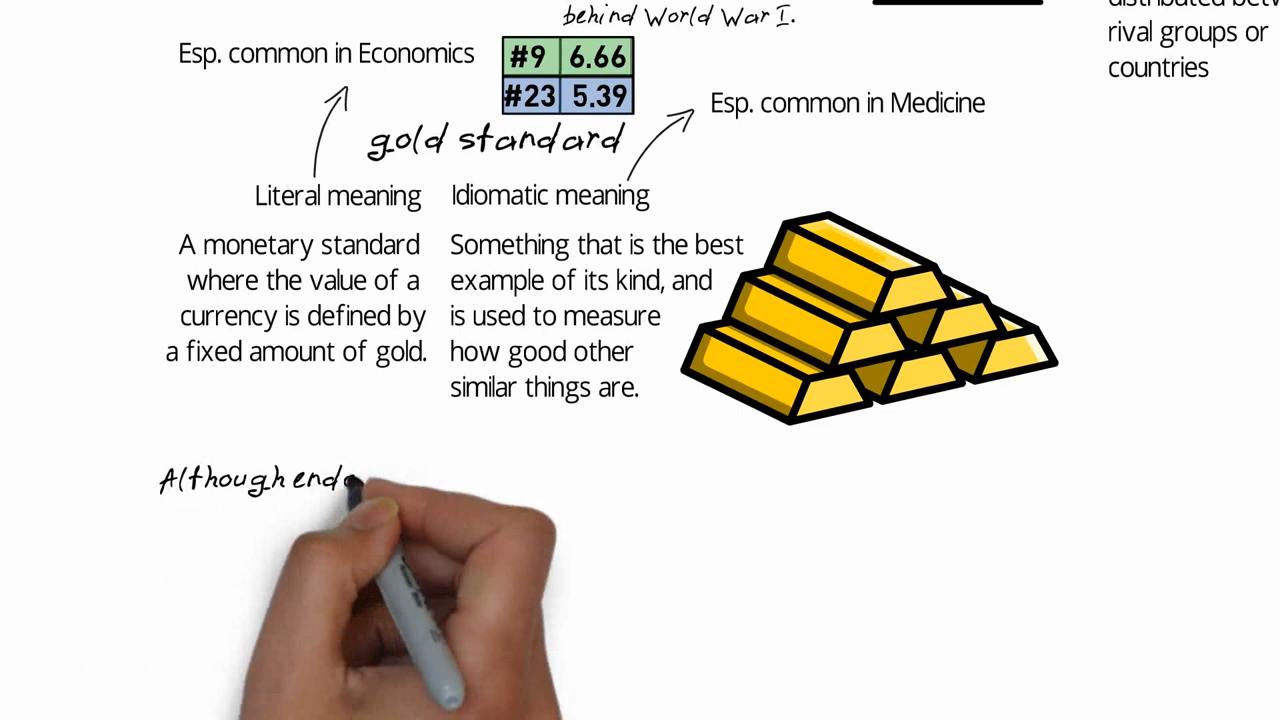 behind World War I.
rival groups or
countries
Esp. common in Economics
#9 6.66
#23 5.39
Esp. common in Medicine
gold standard
Literal meaning
A monetary standard
where the value of a
currency is defined by
a fixed amount of gold.
Idiomatic meaning
Something that is the best
example of its kind, and
is used to measure
how good other
similar things are.
Although endo